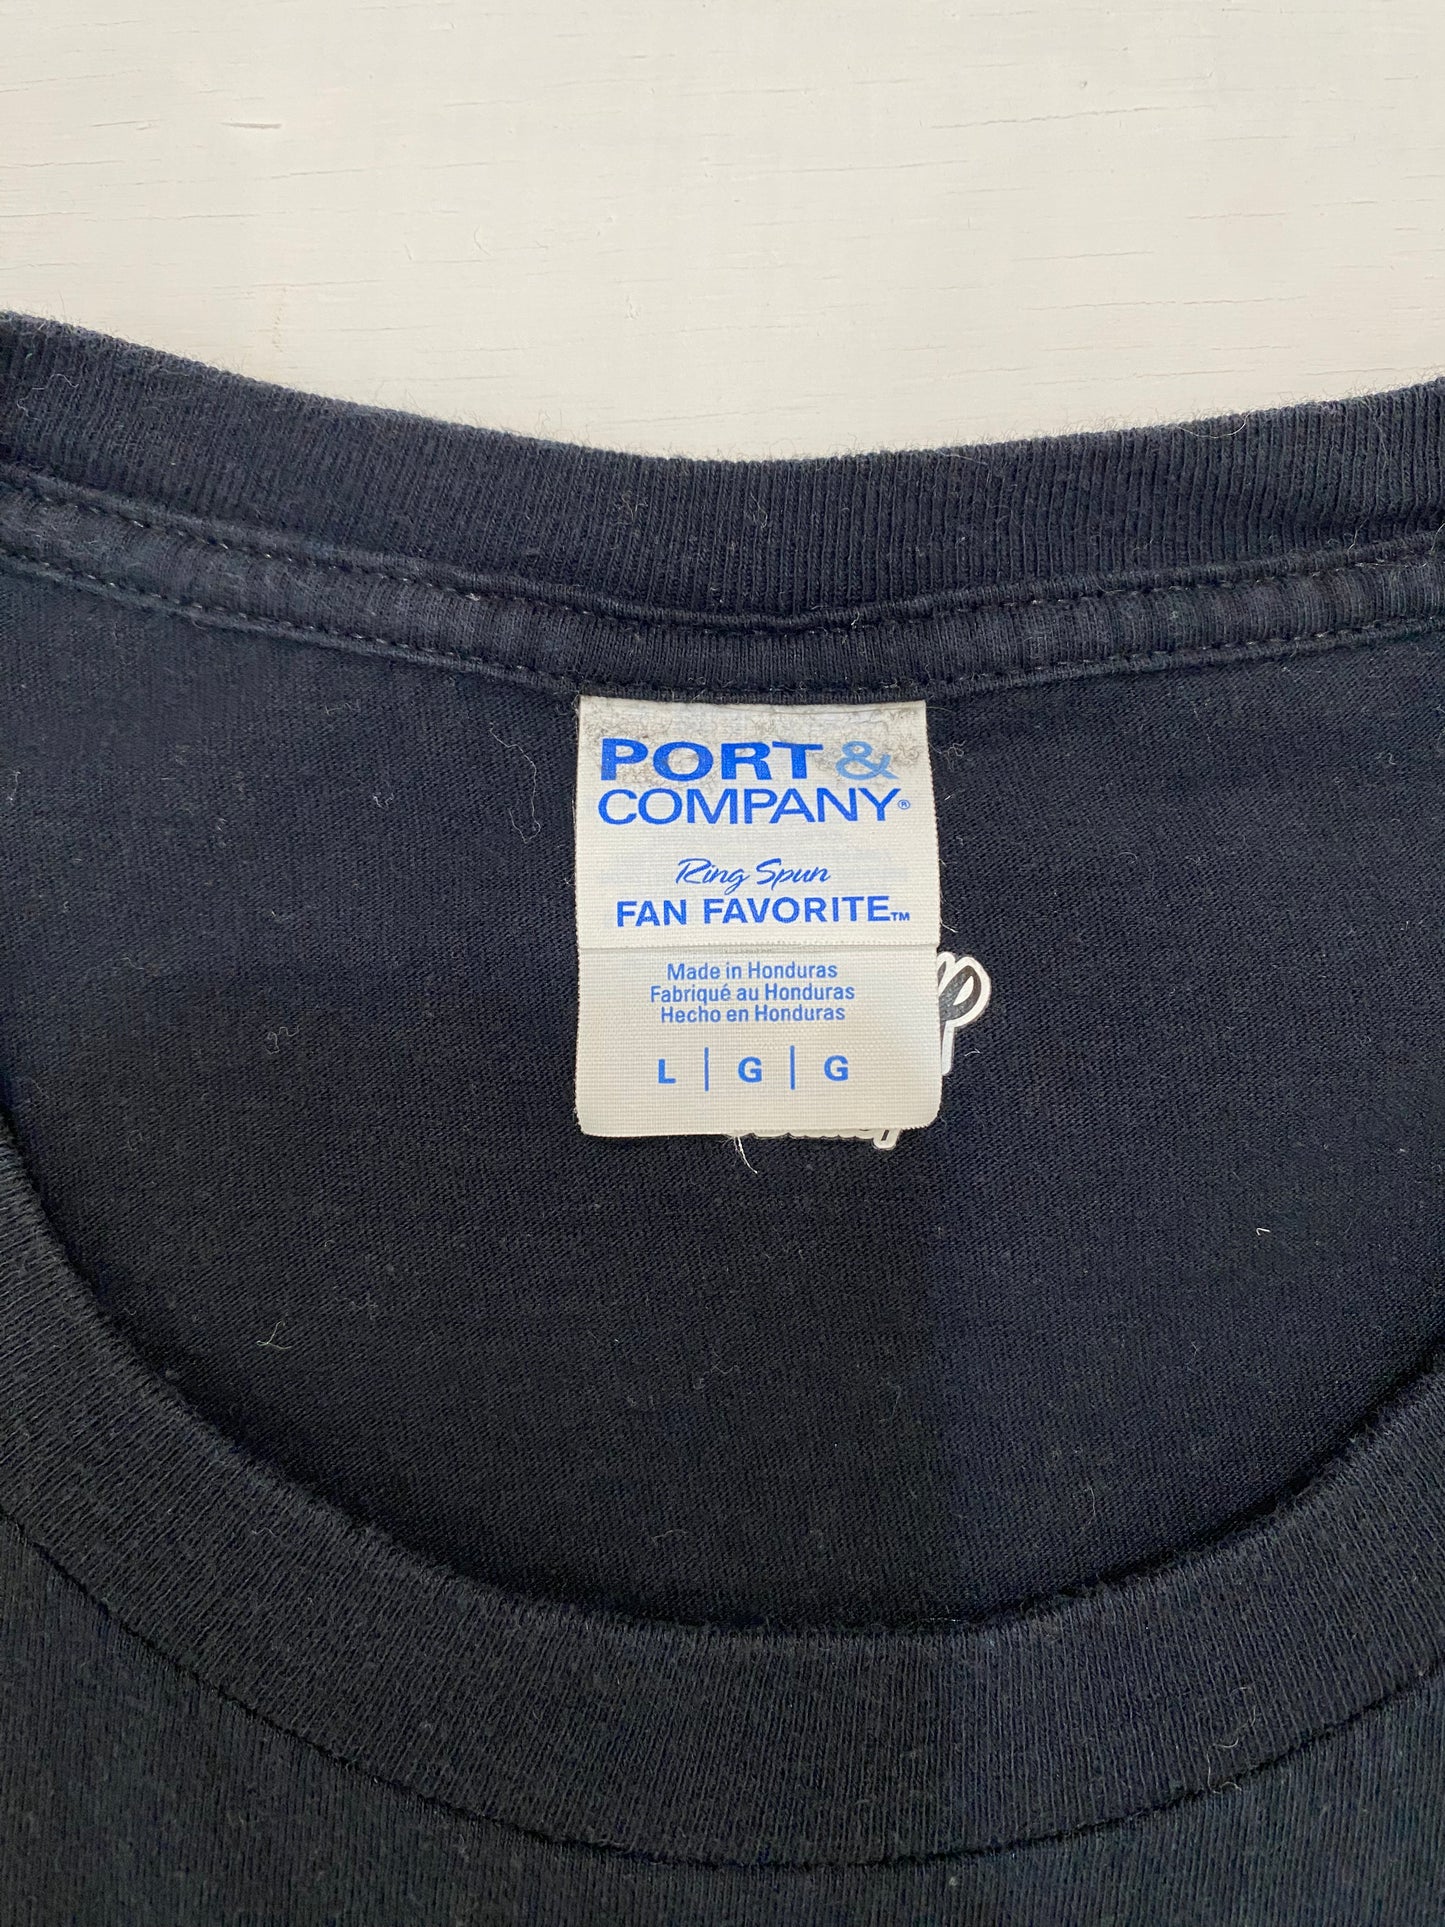 PORT &
COMPANY®
Ring Spun
FAN FAVORITE™
Made in Honduras
Fabriqué au Honduras
Hecho en Honduras
L | G | G